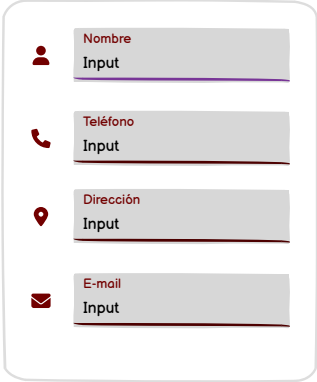 Nombre
Input
Teléfono
Input
Dirección
Input
E-mail
Input